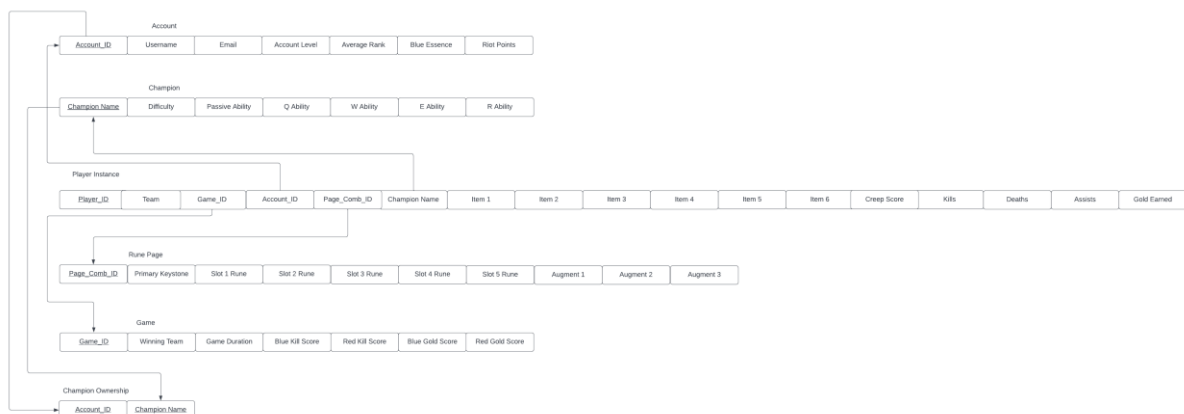 Account
Account_ID Username Email Account Level Average Rank Blue Essence Riot Points
Champion
Champion Name Difficulty Passive Ability Q Ability W Ability E Ability R Ability
Player Instance
Player_ID Team Game_ID Account_ID Page_Comb_ID Champion Name Item 1 Item 2 Item 3 Item 4 Item 5 Item 6 Creep Score Kills Deaths Assists Gold Earned
Rune Page
Page_Comb_ID Primary Keystone Slot 1 Rune Slot 2 Rune Slot 3 Rune Slot 4 Rune Slot 5 Rune Augment 1 Augment 2 Augment 3
Game
Game_ID Winning Team Game Duration Blue Kill Score Red Kill Score Blue Gold Score Red Gold Score
Champion Ownership
Account_ID Champion Name